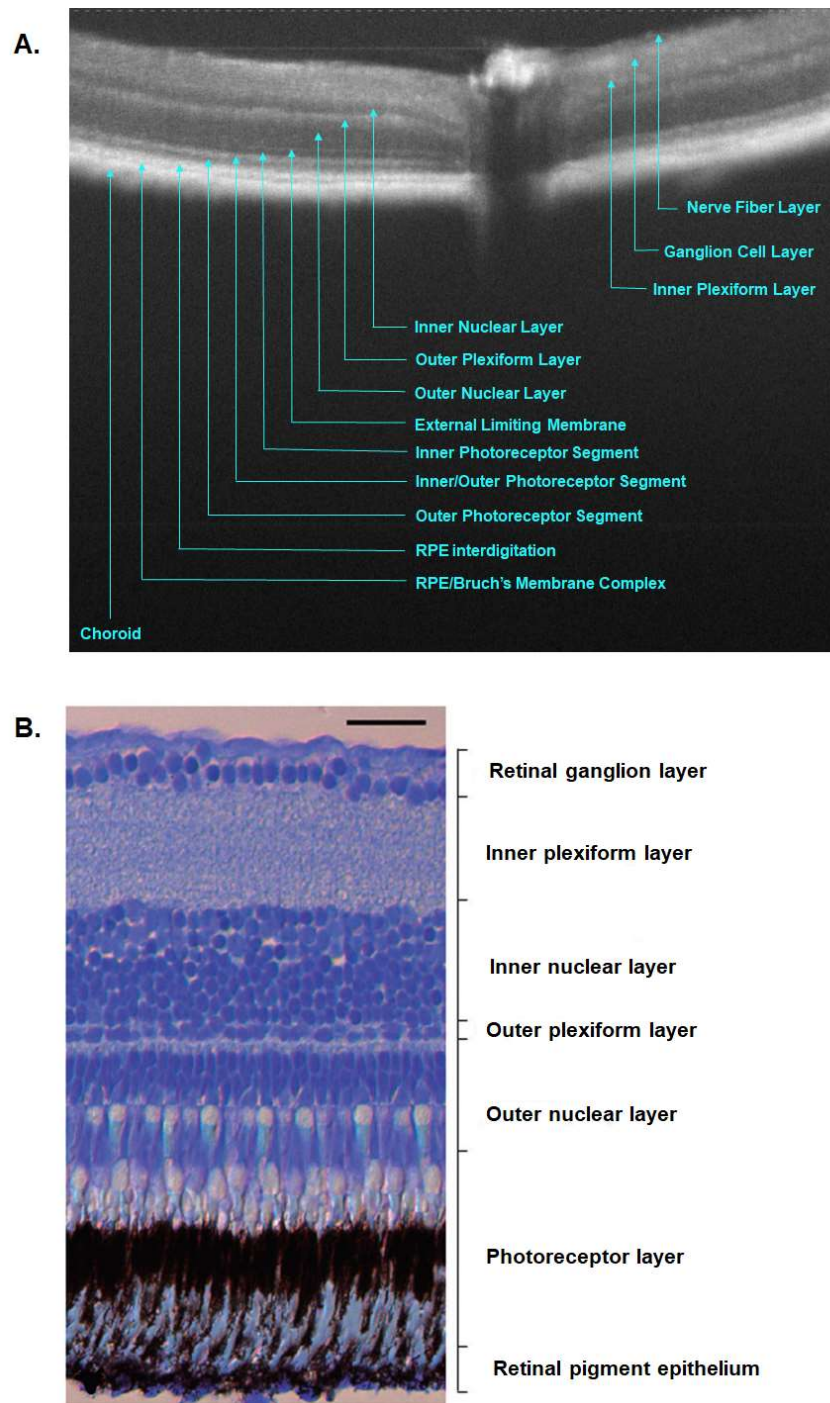 A.
Nerve Fiber Layer
Ganglion Cell Layer
Inner Plexiform Layer
Inner Nuclear Layer
Outer Plexiform Layer
Outer Nuclear Layer
External Limiting Membrane
Inner Photoreceptor Segment
Inner/Outer Photoreceptor Segment
Outer Photoreceptor Segment
RPE interdigitation
RPE/Bruch's Membrane Complex
Choroid
B.
Retinal ganglion layer
Inner plexiform layer
Inner nuclear layer
Outer plexiform layer
Outer nuclear layer
Photoreceptor layer
Retinal pigment epithelium